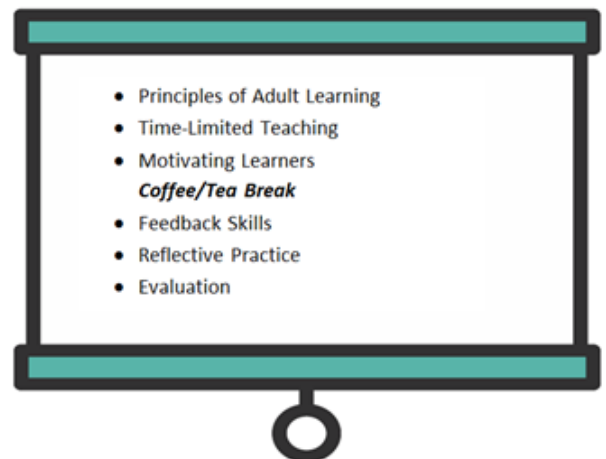 • Principles of Adult Learning
• Time-Limited Teaching
• Motivating Learners
Coffee/Tea Break
• Feedback Skills
• Reflective Practice
• Evaluation